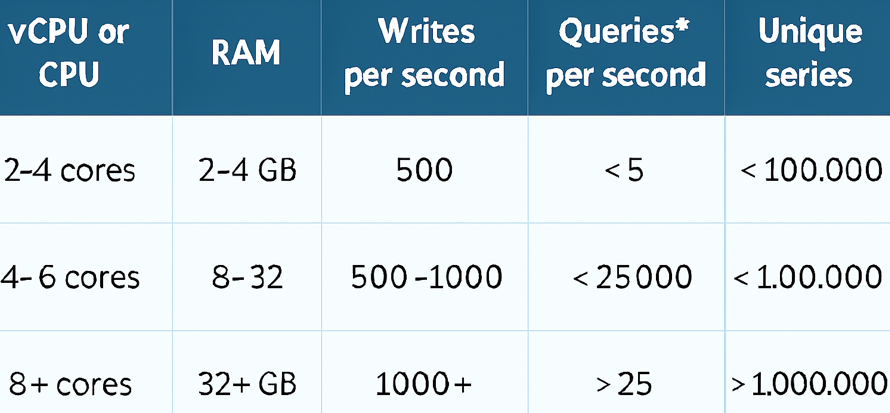 vCPU or CPU RAM Writes per second Queries* per second Unique series
2-4 cores 2-4 GB 500 < 5 < 100.000
4-6 cores 8-32 500-1000 < 25000 < 1.00.000
8+ cores 32+ GB 1000+ > 25 > 1.000.000